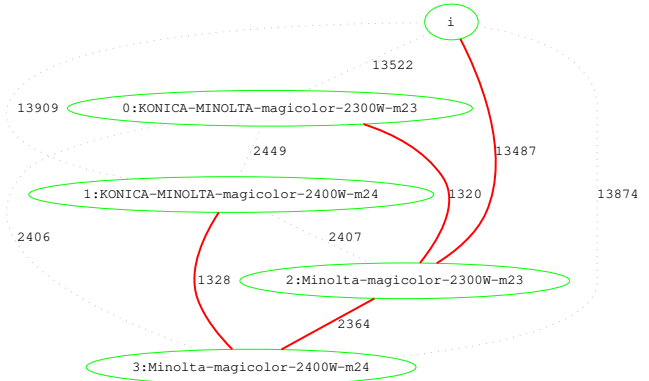 i
13522
13909
0:KONICA-MINOLTA-magicolor-2300W-m23
2449
13487
1:KONICA-MINOLTA-magicolor-2400W-m24
1320
13874
2406
2407
1328
2:Minolta-magicolor-2300W-m23
2364
3:Minolta-magicolor-2400W-m24